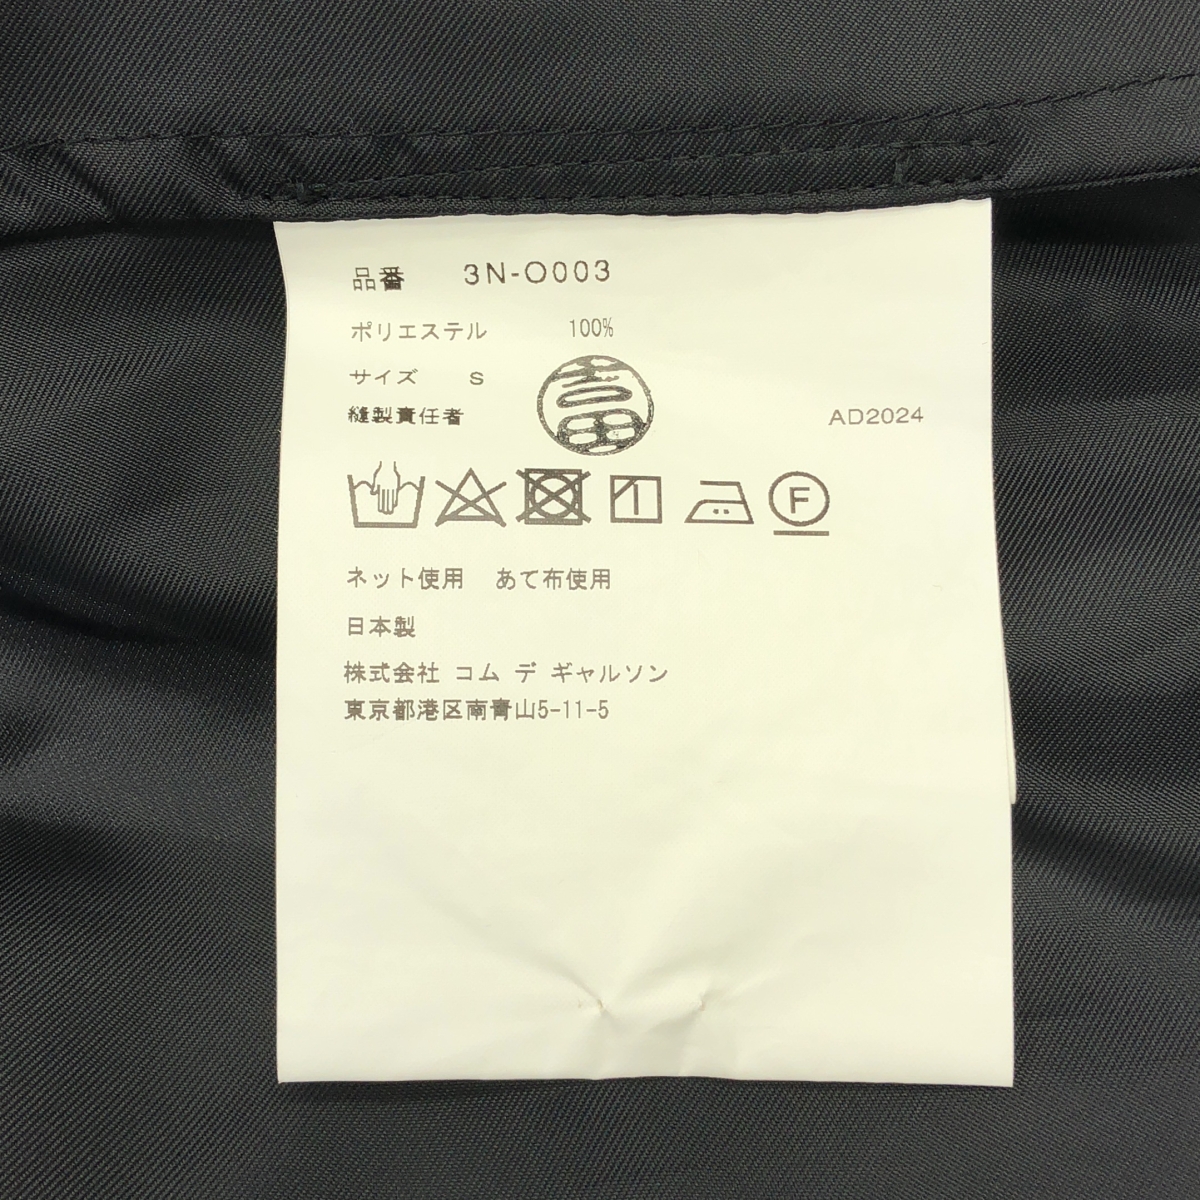 品番 3N-O003
ポリエステル 100%
サイズ S
縫製責任者 AD2024
F
ネット使用 あて布使用
日本製
株式会社 コム デ ギャルソン
東京都港区南青山5-11-5